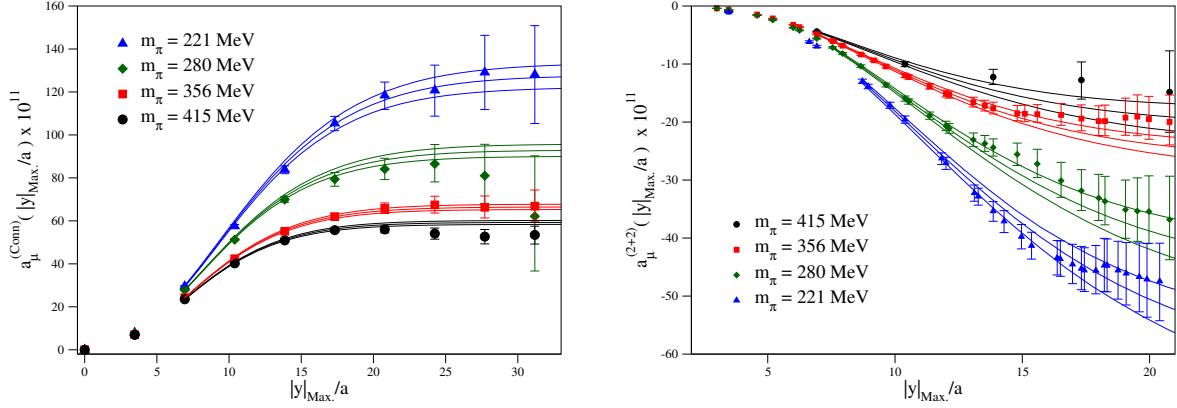 a_μ^(Conn)( |y|_Max./a ) x 10^11
160
140
120
100
80
60
40
20
0
m_π = 221 MeV
m_π = 280 MeV
m_π = 356 MeV
m_π = 415 MeV
0 5 10 15 20 25 30
|y|_Max./a
a_μ^(2+2)( |y|_Max./a ) x 10^11
0
-10
-20
-30
-40
-50
-60
m_π = 415 MeV
m_π = 356 MeV
m_π = 280 MeV
m_π = 221 MeV
5 10 15 20
|y|_Max./a